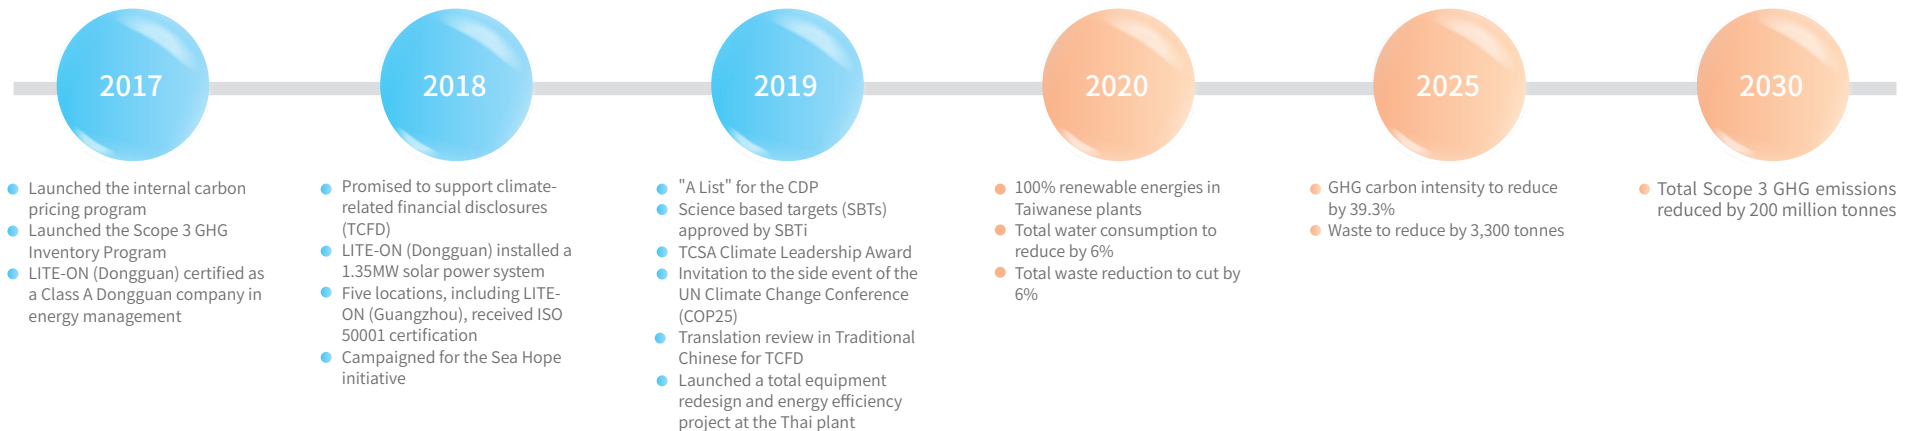 2017
Launched the internal carbon
pricing program
Launched the Scope 3 GHG
Inventory Program
LITE-ON (Dongguan) certified as
a Class A Dongguan company in
energy management
2018
Promised to support climate-
related financial disclosures
(TCFD)
LITE-ON (Dongguan) installed a
1.35MW solar power system
Five locations, including LITE-
ON (Guangzhou), received ISO
50001 certification
Campaigned for the Sea Hope
initiative
2019
"A List" for the CDP
Science based targets (SBTs)
approved by SBTi
TCSA Climate Leadership Award
Invitation to the side event of the
UN Climate Change Conference
(COP25)
Translation review in Traditional
Chinese for TCFD
Launched a total equipment
redesign and energy efficiency
project at the Thai plant
2020
100% renewable energies in
Taiwanese plants
Total water consumption to
reduce by 6%
Total waste reduction to cut by
6%
2025
GHG carbon intensity to reduce
by 39.3%
Waste to reduce by 3,300 tonnes
2030
Total Scope 3 GHG emissions
reduced by 200 million tonnes